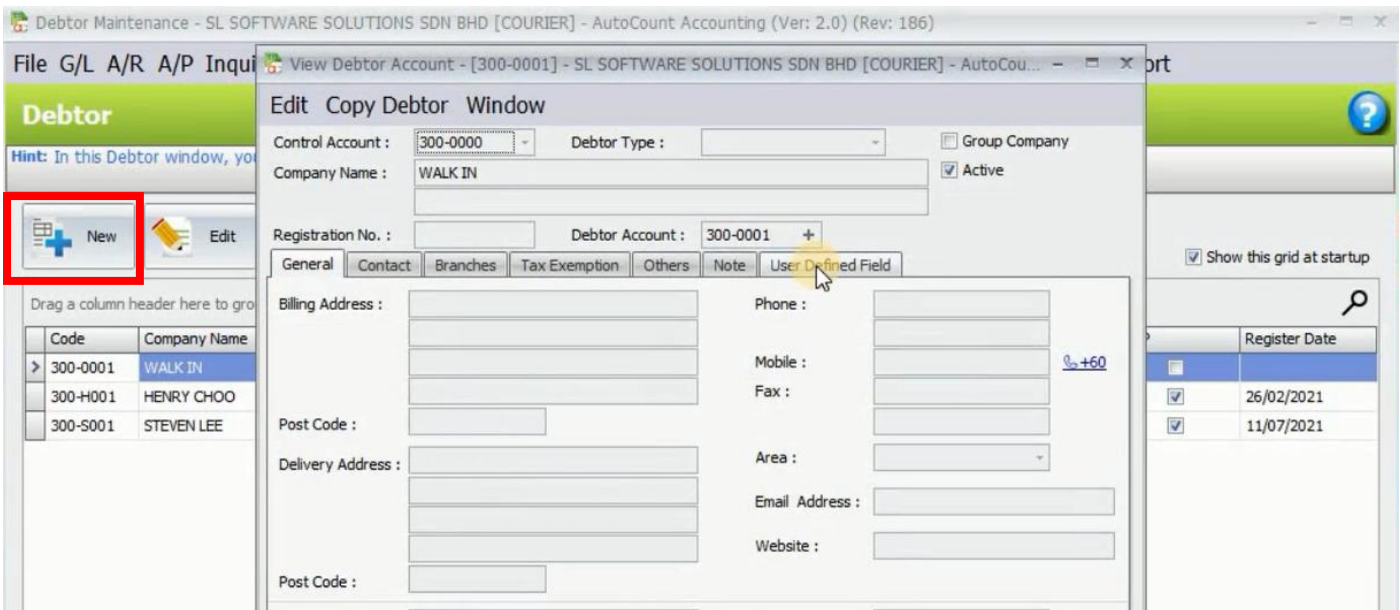 Debtor Maintenance - SL SOFTWARE SOLUTIONS SDN BHD [COURIER] - AutoCount Accounting (Ver: 2.0) (Rev: 186)
File G/L A/R A/P Inqui
ort
View Debtor Account - [300-0001] - SL SOFTWARE SOLUTIONS SDN BHD [COURIER] - AutoCou...
Edit Copy Debtor Window
Debtor
Hint: In this Debtor window, you
Control Account : 300-0000 Debtor Type : Group Company
Company Name : WALK IN Active
New Edit
Registration No. : Debtor Account : 300-0001 +
Show this grid at startup
General Contact Branches Tax Exemption Others Note User Defined Field
Drag a column header here to gro
Billing Address : Phone :
Code Company Name Register Date
300-0001 WALK IN
Mobile : +60
300-H001 HENRY CHOO 26/02/2021
Fax :
300-S001 STEVEN LEE 11/07/2021
Post Code :
Delivery Address : Area :
Email Address :
Website :
Post Code :